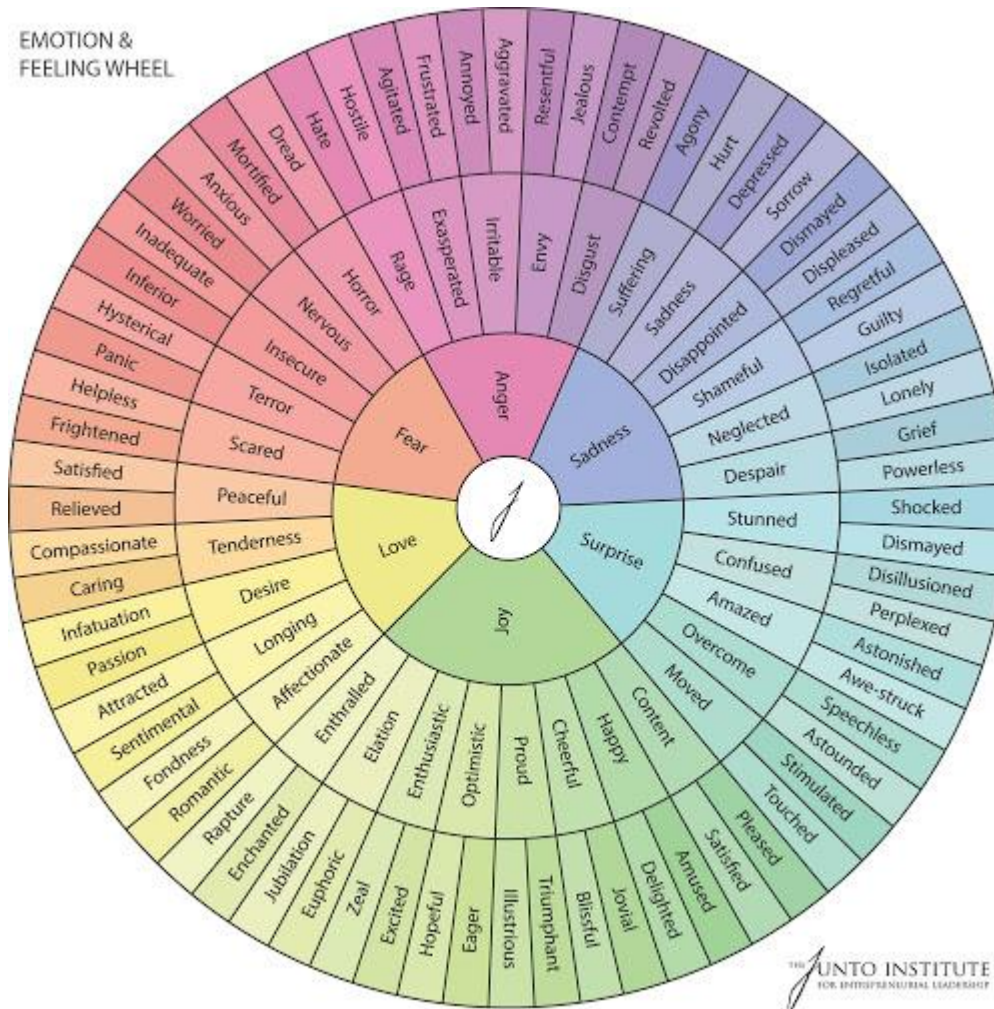 EMOTION &
FEELING WHEEL
Anger
Sadness
Surprise
Joy
Love
Fear
J
Rage
Exasperated
Irritable
Envy
Disgust
Suffering
Sadness
Disappointed
Shameful
Neglected
Despair
Stunned
Confused
Amazed
Overcome
Moved
Content
Happy
Cheerful
Proud
Optimistic
Enthusiastic
Elation
Enthralled
Affectionate
Longing
Desire
Tenderness
Peaceful
Scared
Terror
Insecure
Nervous
Horror
Hate
Hostile
Agitated
Frustrated
Annoyed
Aggravated
Resentful
Jealous
Contempt
Revolted
Agony
Hurt
Depressed
Sorrow
Dismayed
Displeased
Regretful
Guilty
Isolated
Lonely
Grief
Powerless
Shocked
Dismayed
Disillusioned
Perplexed
Astonished
Awe-struck
Speechless
Astounded
Stimulated
Touched
Pleased
Satisfied
Amused
Delighted
Jovial
Blissful
Triumphant
Illustrious
Eager
Hopeful
Excited
Zeal
Euphoric
Jubilation
Enchanted
Rapture
Romantic
Fondness
Sentimental
Attracted
Passion
Infatuation
Caring
Compassionate
Relieved
Satisfied
Frightened
Helpless
Panic
Hysterical
Inferior
Inadequate
Worried
Anxious
Mortified
Dread
THE JUNTO INSTITUTE
FOR ENTREPRENEURIAL LEADERSHIP